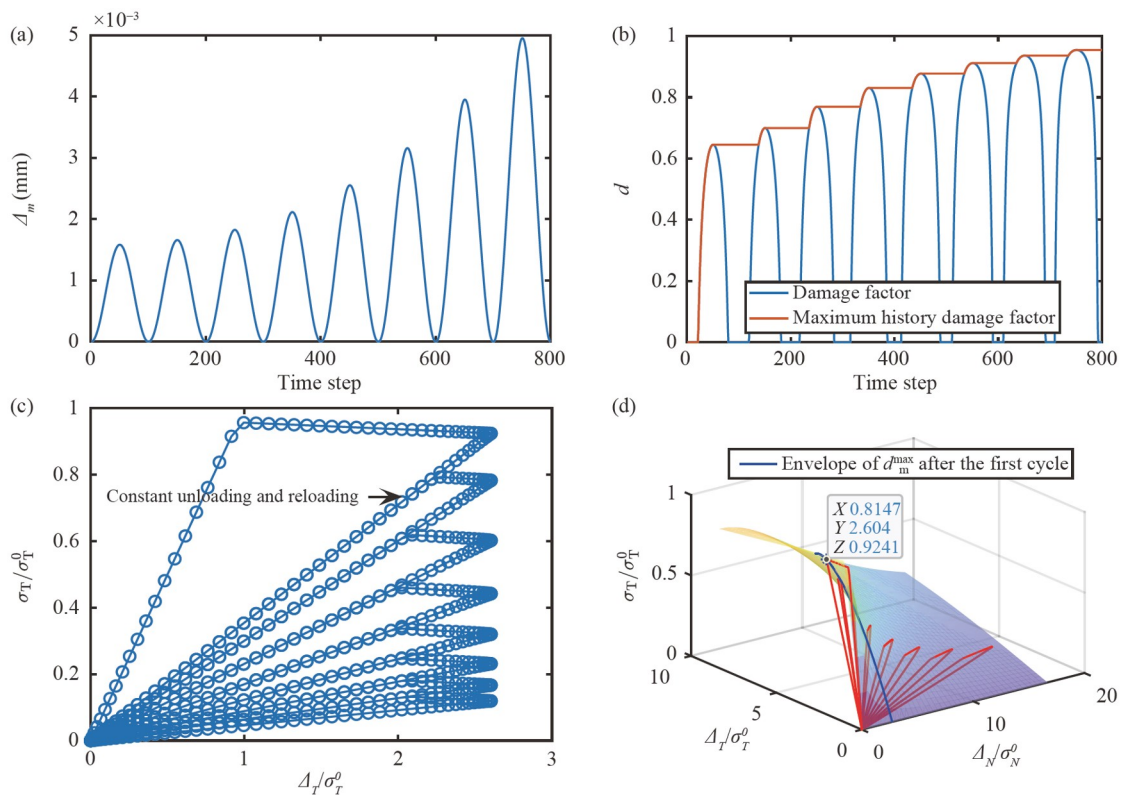 (a)
×10⁻³
5
4
3
2
1
0
Δm (mm)
0 200 400 600 800
Time step
(b)
1
0.8
0.6
0.4
0.2
0
d
Damage factor
Maximum history damage factor
0 200 400 600 800
Time step
(c)
1
0.8
0.6
0.4
0.2
0
σT/σT⁰
Constant unloading and reloading
0 1 2 3
ΔT/σT⁰
(d)
Envelope of dm^max after the first cycle
X 0.8147
Y 2.604
Z 0.9241
1
0.5
0
σT/σT⁰
10
5
0
ΔT/σT⁰
0
10
20
ΔN/σN⁰